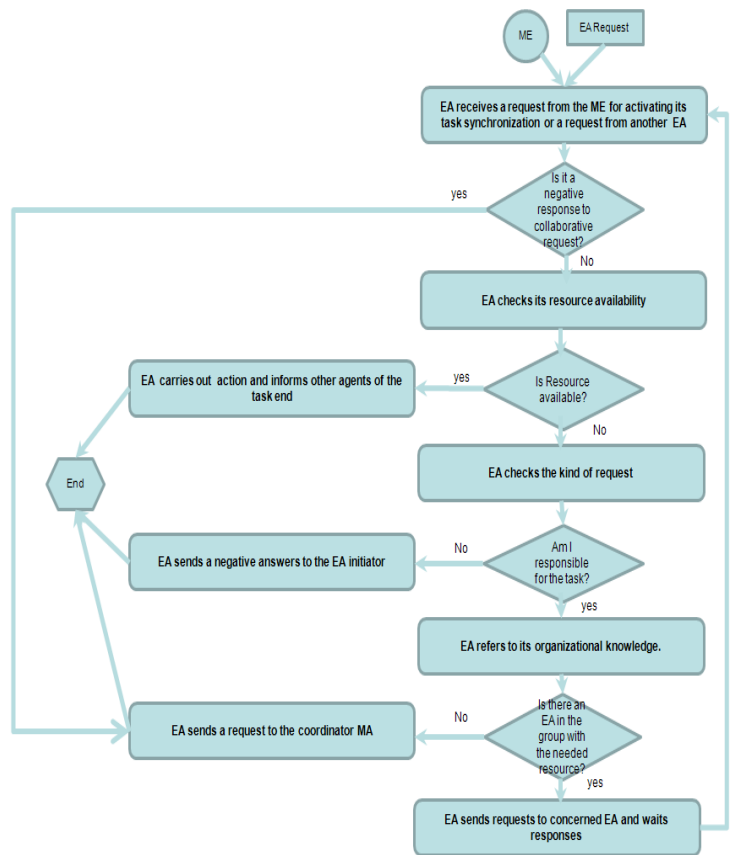 ME
EA Request
EA receives a request from the ME for activating its
task synchronization or a request from another EA
Is it a
negative
response to
collaborative
request?
yes
No
EA checks its resource availability
Is Resource
available?
yes
No
EA carries out action and informs other agents of the
task end
End
EA checks the kind of request
Am I
responsible
for the task?
No
yes
EA sends a negative answers to the EA initiator
EA refers to its organizational knowledge.
Is there an
EA in the
group with
the needed
resource?
No
yes
EA sends a request to the coordinator MA
EA sends requests to concerned EA and waits
responses